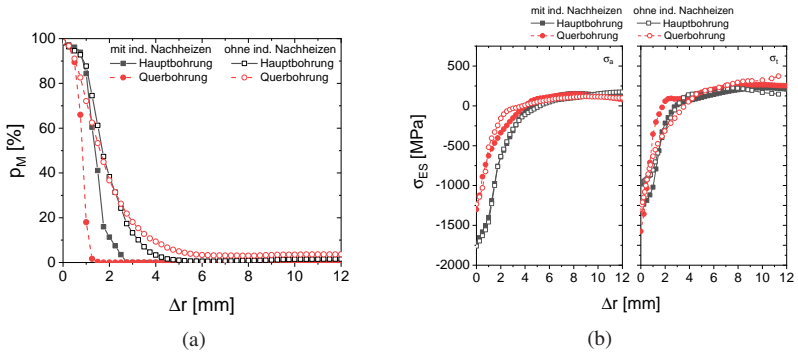 mit ind. Nachheizen ohne ind. Nachheizen
Hauptbohrung Hauptbohrung
Querbohrung Querbohrung
100
80
60
40
20
0
p_M [%]
0 2 4 6 8 10 12
Δr [mm]
(a)
mit ind. Nachheizen ohne ind. Nachheizen
Hauptbohrung Hauptbohrung
Querbohrung Querbohrung
σ_a σ_t
500
0
-500
-1000
-1500
-2000
σ_ES [MPa]
0 2 4 6 8 10 12 0 2 4 6 8 10 12
Δr [mm] Δr [mm]
(b)